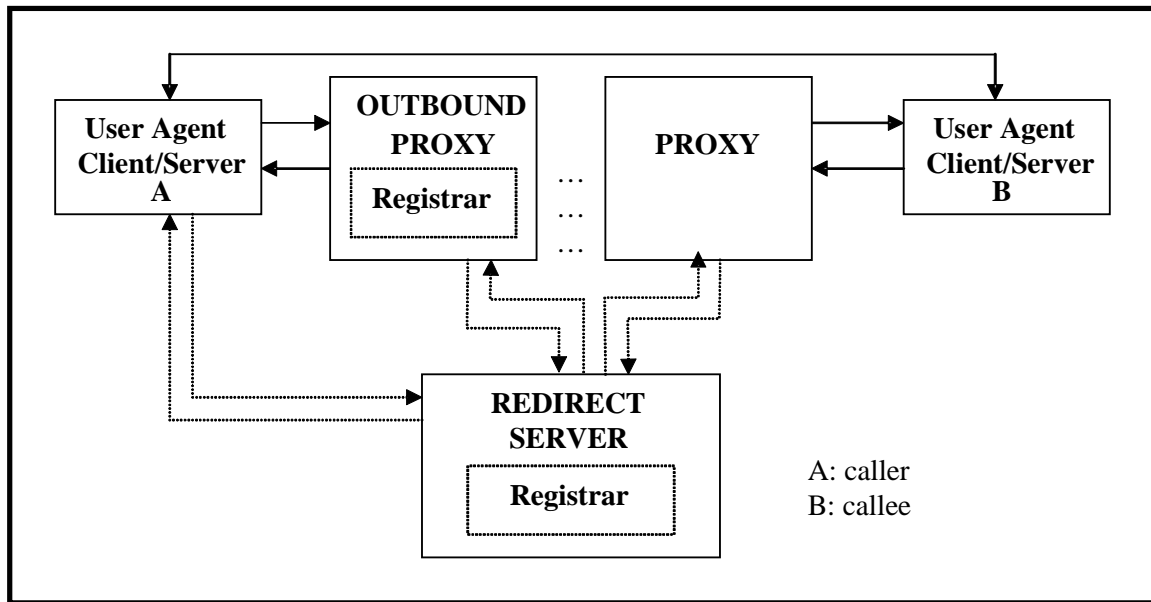 User Agent
Client/Server
A
OUTBOUND
PROXY
Registrar
…
…
…
PROXY
User Agent
Client/Server
B
REDIRECT
SERVER
Registrar
A: caller
B: callee